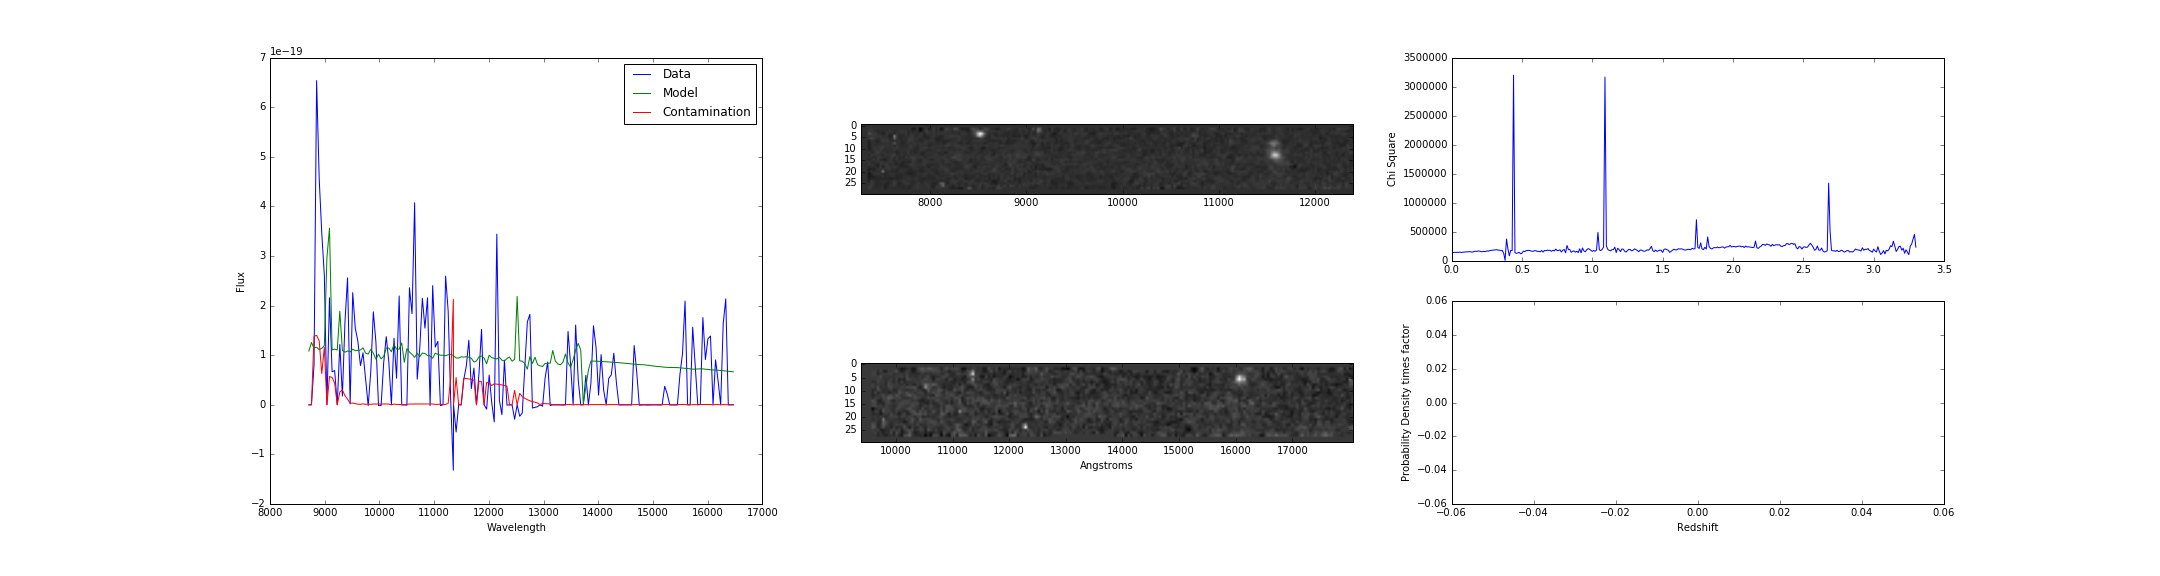 1e−19
7
6
5
4
3
2
1
0
−1
−2
Flux
8000 9000 10000 11000 12000 13000 14000 15000 16000 17000
Wavelength
Data
Model
Contamination
0
5
10
15
20
25
8000 9000 10000 11000 12000
0
5
10
15
20
25
10000 11000 12000 13000 14000 15000 16000 17000
Angstroms
3500000
3000000
2500000
2000000
1500000
1000000
500000
0
Chi Square
0.0 0.5 1.0 1.5 2.0 2.5 3.0 3.5
0.06
0.04
0.02
0.00
−0.02
−0.04
−0.06
Probability Density times factor
−0.06 −0.04 −0.02 0.00 0.02 0.04 0.06
Redshift